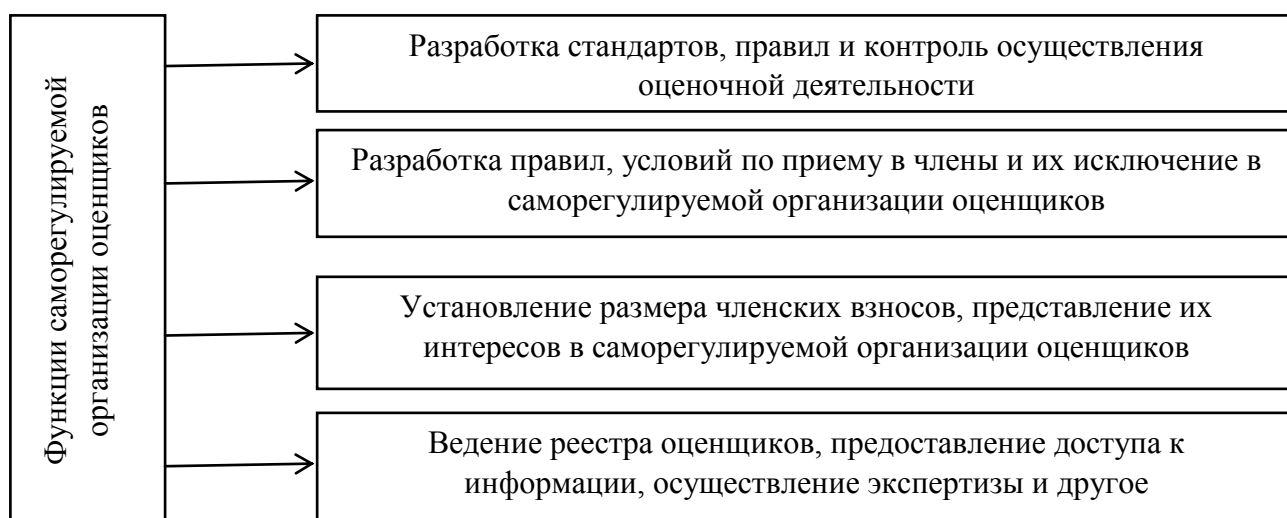 Функции саморегулируемой
организации оценщиков
Разработка стандартов, правил и контроль осуществления
оценочной деятельности
Разработка правил, условий по приему в члены и их исключение в
саморегулируемой организации оценщиков
Установление размера членских взносов, представление их
интересов в саморегулируемой организации оценщиков
Ведение реестра оценщиков, предоставление доступа к
информации, осуществление экспертизы и другое